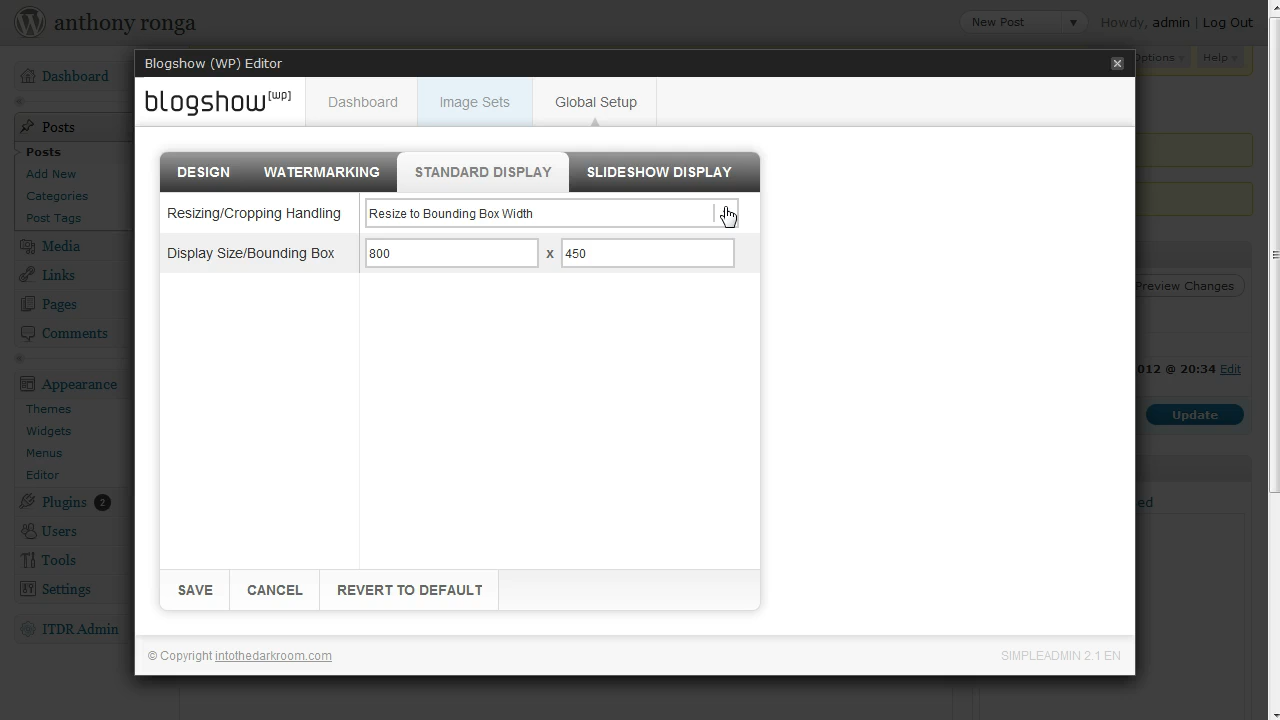 anthony ronga
New Post
Howdy, admin | Log Out
Blogshow (WP) Editor
Options
Help
blogshow[wp]
Dashboard
Image Sets
Global Setup
Dashboard
Posts
Posts
Add New
Categories
Post Tags
Media
Links
Pages
Comments
Appearance
Themes
Widgets
Menus
Editor
Plugins 2
Users
Tools
Settings
ITDR Admin
DESIGN
WATERMARKING
STANDARD DISPLAY
SLIDESHOW DISPLAY
Resizing/Cropping Handling
Resize to Bounding Box Width
Display Size/Bounding Box
800 x 450
SAVE
CANCEL
REVERT TO DEFAULT
Preview Changes
012 @ 20:34 Edit
Update
ed
© Copyright intothedarkroom.com
SIMPLEADMIN 2.1 EN